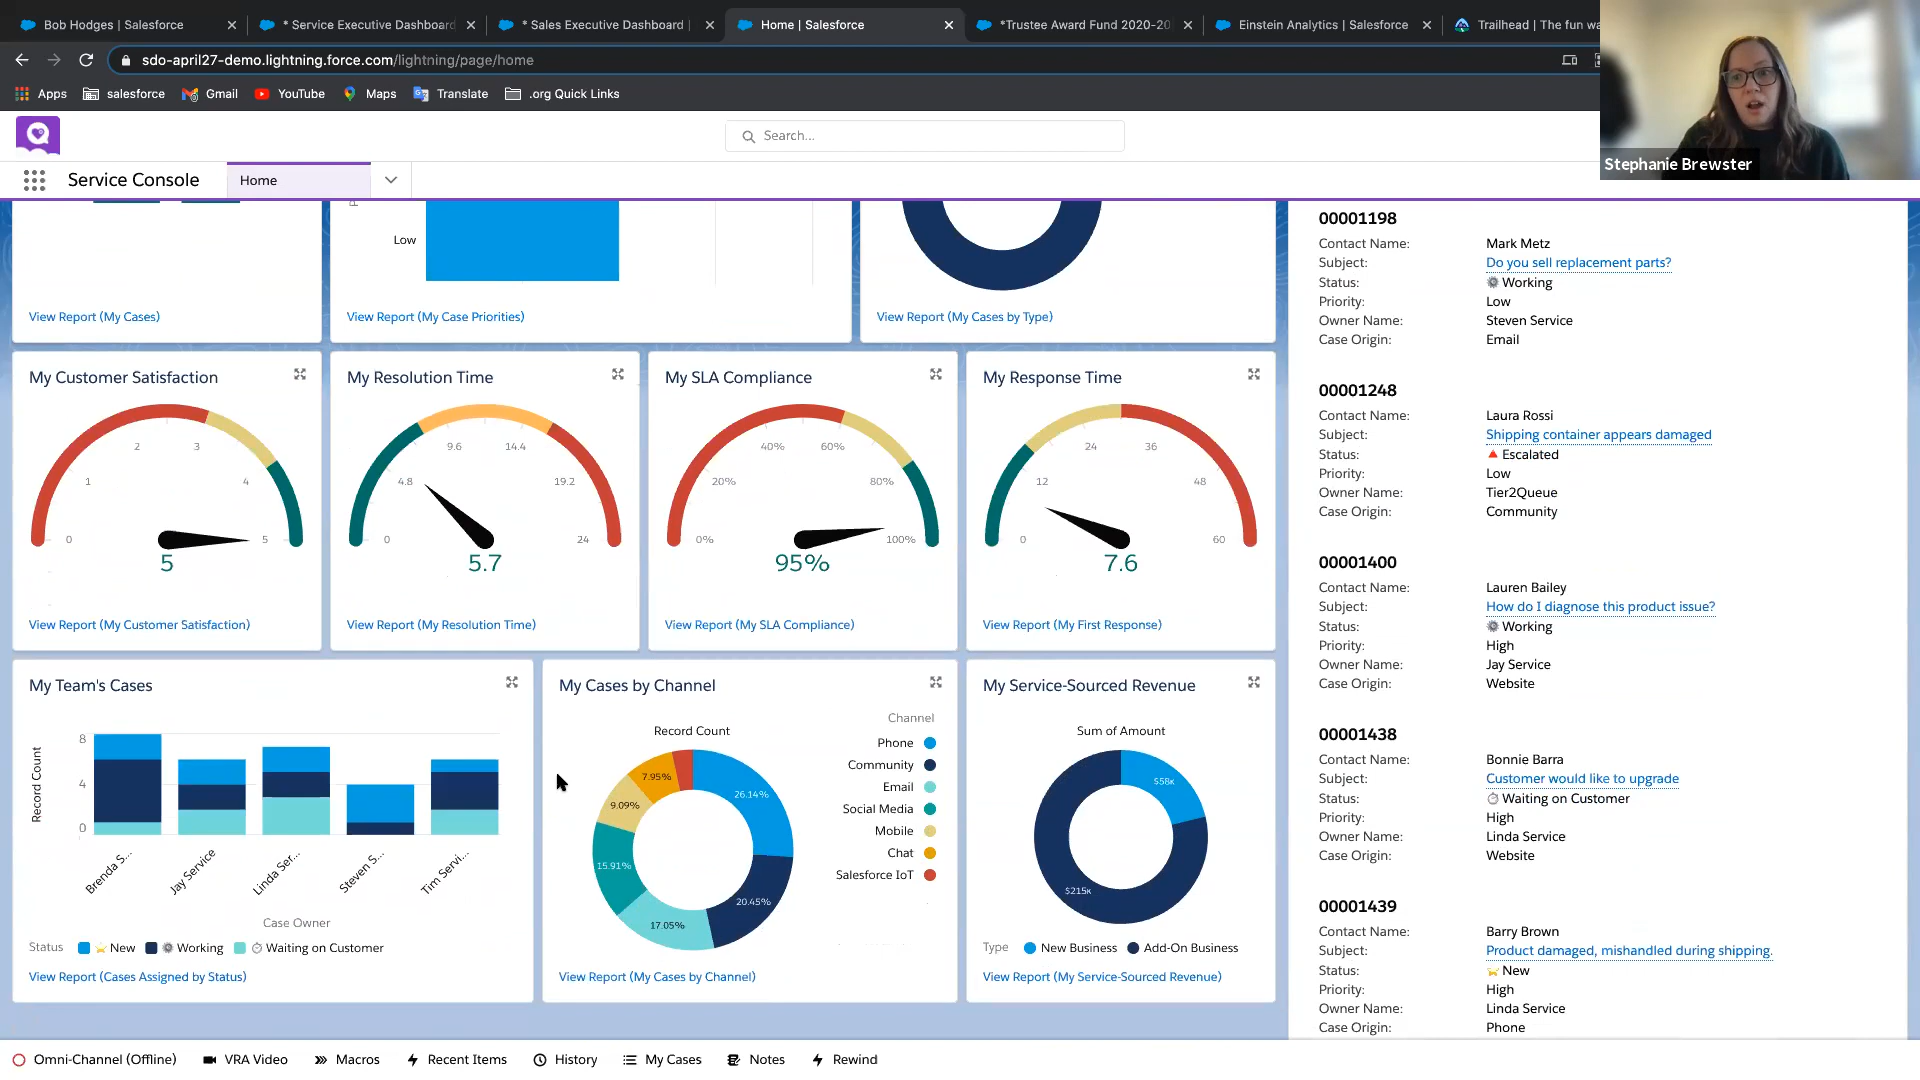 Bob Hodges | Salesforce
* Service Executive Dashboard
* Sales Executive Dashboard |
Home | Salesforce
*Trustee Award Fund 2020-20
Einstein Analytics | Salesforce
Trailhead | The fun wa
sdo-april27-demo.lightning.force.com/lightning/page/home
Apps
salesforce
Gmail
YouTube
Maps
Translate
.org Quick Links
Search...
Stephanie Brewster
Service Console
Home
Low
View Report (My Cases)
View Report (My Case Priorities)
View Report (My Cases by Type)
My Customer Satisfaction
0
1
2
3
4
5
5
View Report (My Customer Satisfaction)
My Resolution Time
0
4.8
9.6
14.4
19.2
24
5.7
View Report (My Resolution Time)
My SLA Compliance
0%
20%
40%
60%
80%
100%
95%
View Report (My SLA Compliance)
My Response Time
0
12
24
36
48
60
7.6
View Report (My First Response)
My Team's Cases
Record Count
8
4
0
Brenda S...
Jay Service
Linda Ser...
Steven S...
Tim Servi...
Case Owner
Status
New
Working
Waiting on Customer
View Report (Cases Assigned by Status)
My Cases by Channel
Record Count
26.14%
20.45%
17.05%
15.91%
9.09%
7.95%
Channel
Phone
Community
Email
Social Media
Mobile
Chat
Salesforce IoT
View Report (My Cases by Channel)
My Service-Sourced Revenue
Sum of Amount
$58K
$215K
Type
New Business
Add-On Business
View Report (My Service-Sourced Revenue)
00001198
Contact Name: Mark Metz
Subject: Do you sell replacement parts?
Status: Working
Priority: Low
Owner Name: Steven Service
Case Origin: Email
00001248
Contact Name: Laura Rossi
Subject: Shipping container appears damaged
Status: Escalated
Priority: Low
Owner Name: Tier2Queue
Case Origin: Community
00001400
Contact Name: Lauren Bailey
Subject: How do I diagnose this product issue?
Status: Working
Priority: High
Owner Name: Jay Service
Case Origin: Website
00001438
Contact Name: Bonnie Barra
Subject: Customer would like to upgrade
Status: Waiting on Customer
Priority: High
Owner Name: Linda Service
Case Origin: Website
00001439
Contact Name: Barry Brown
Subject: Product damaged, mishandled during shipping.
Status: New
Priority: High
Owner Name: Linda Service
Case Origin: Phone
Omni-Channel (Offline)
VRA Video
Macros
Recent Items
History
My Cases
Notes
Rewind